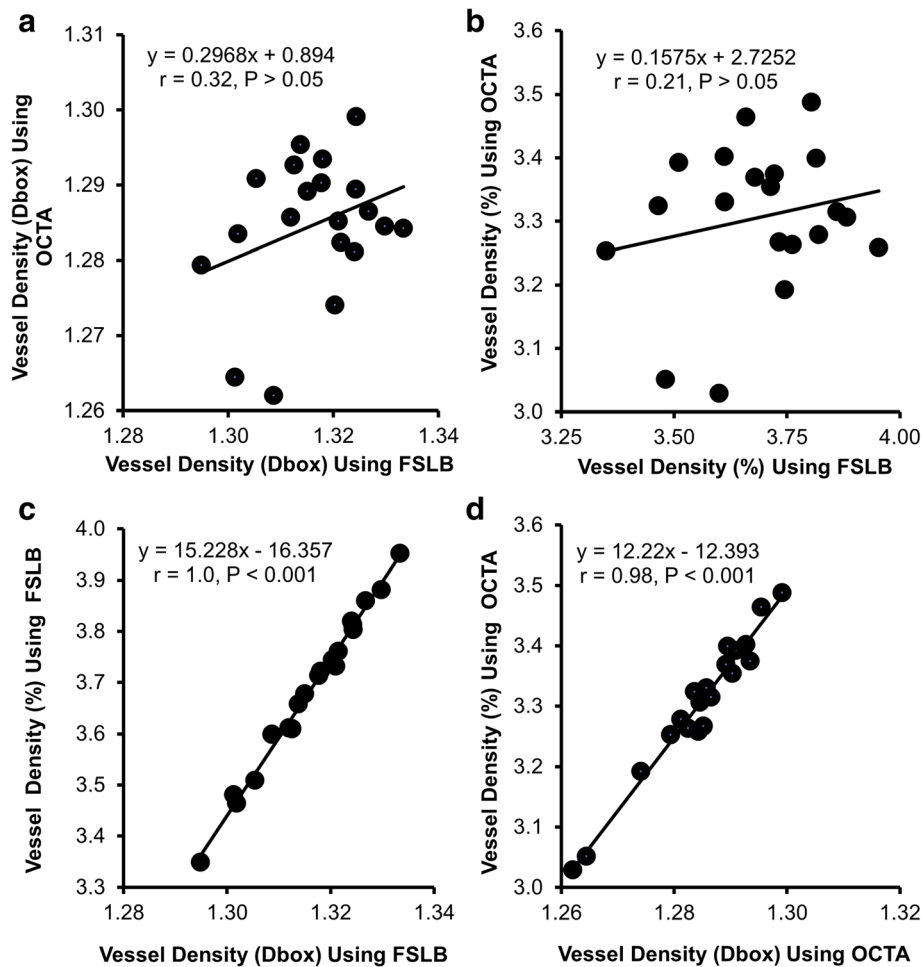 a
y = 0.2968x + 0.894
r = 0.32, P > 0.05
Vessel Density (Dbox) Using
OCTA
1.31
1.30
1.29
1.28
1.27
1.26
1.28
1.30
1.32
1.34
Vessel Density (Dbox) Using FSLB
b
y = 0.1575x + 2.7252
r = 0.21, P > 0.05
Vessel Density (%) Using OCTA
3.6
3.5
3.4
3.3
3.2
3.1
3.0
3.25
3.50
3.75
4.00
Vessel Density (%) Using FSLB
c
y = 15.228x - 16.357
r = 1.0, P < 0.001
Vessel Density (%) Using FSLB
4.0
3.9
3.8
3.7
3.6
3.5
3.4
3.3
1.28
1.30
1.32
1.34
Vessel Density (Dbox) Using FSLB
d
y = 12.22x - 12.393
r = 0.98, P < 0.001
Vessel Density (%) Using OCTA
3.6
3.5
3.4
3.3
3.2
3.1
3.0
1.26
1.28
1.30
1.32
Vessel Density (Dbox) Using OCTA